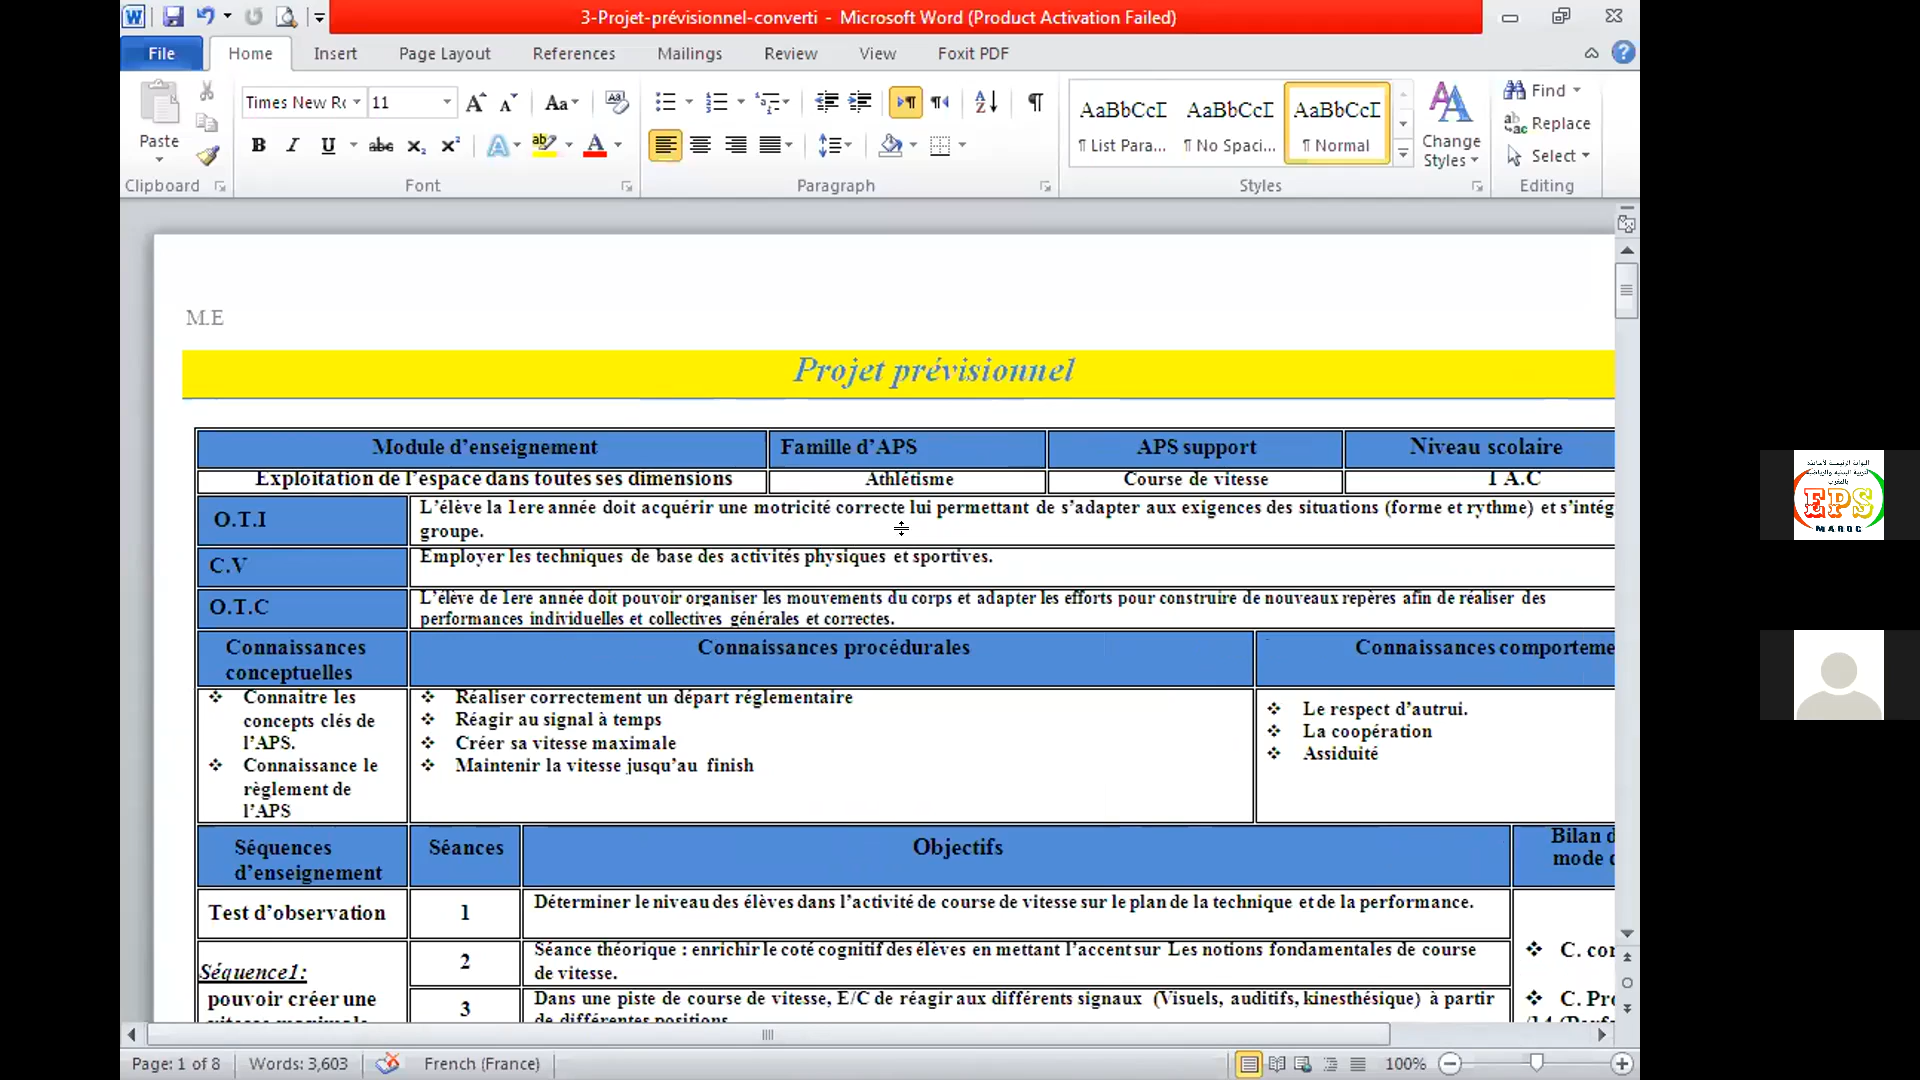 3-Projet-prévisionnel-converti - Microsoft Word (Product Activation Failed)
File Home Insert Page Layout References Mailings Review View Foxit PDF
Times New Ro 11
Paste
Clipboard Font Paragraph Styles Editing
AaBbCcI AaBbCcI AaBbCcI
¶ List Para... ¶ No Spaci... ¶ Normal
Change Styles
Find
Replace
Select
M.E
Projet prévisionnel
Module d’enseignement Famille d’APS APS support Niveau scolaire
Exploitation de l’espace dans toutes ses dimensions Athlétisme Course de vitesse 1 A.C
O.T.I L’élève la 1ere année doit acquérir une motricité correcte lui permettant de s’adapter aux exigences des situations (forme et rythme) et s’intég
groupe.
C.V Employer les techniques de base des activités physiques et sportives.
O.T.C L’élève de 1ere année doit pouvoir organiser les mouvements du corps et adapter les efforts pour construire de nouveaux repères afin de réaliser des
performances individuelles et collectives générales et correctes.
Connaissances
conceptuelles
Connaissances procédurales
Connaissances comporteme
❖ Connaitre les
concepts clés de
l’APS.
❖ Connaissance le
règlement de
l’APS
❖ Réaliser correctement un départ réglementaire
❖ Réagir au signal à temps
❖ Créer sa vitesse maximale
❖ Maintenir la vitesse jusqu’au finish
❖ Le respect d’autrui.
❖ La coopération
❖ Assiduité
Séquences
d’enseignement
Séances
Objectifs
Bilan d
mode d
Test d’observation 1 Déterminer le niveau des élèves dans l’activité de course de vitesse sur le plan de la technique et de la performance.
Séquence1:
pouvoir créer une
vitesse maximale
2 Séance théorique : enrichir le coté cognitif des élèves en mettant l’accent sur Les notions fondamentales de course
de vitesse.
3 Dans une piste de course de vitesse, E/C de réagir aux différents signaux (Visuels, auditifs, kinesthésique) à partir
de différentes positions
❖ C. con
❖ C. Pro
Page: 1 of 8 Words: 3,603 French (France) 100%
EPS
MAROC